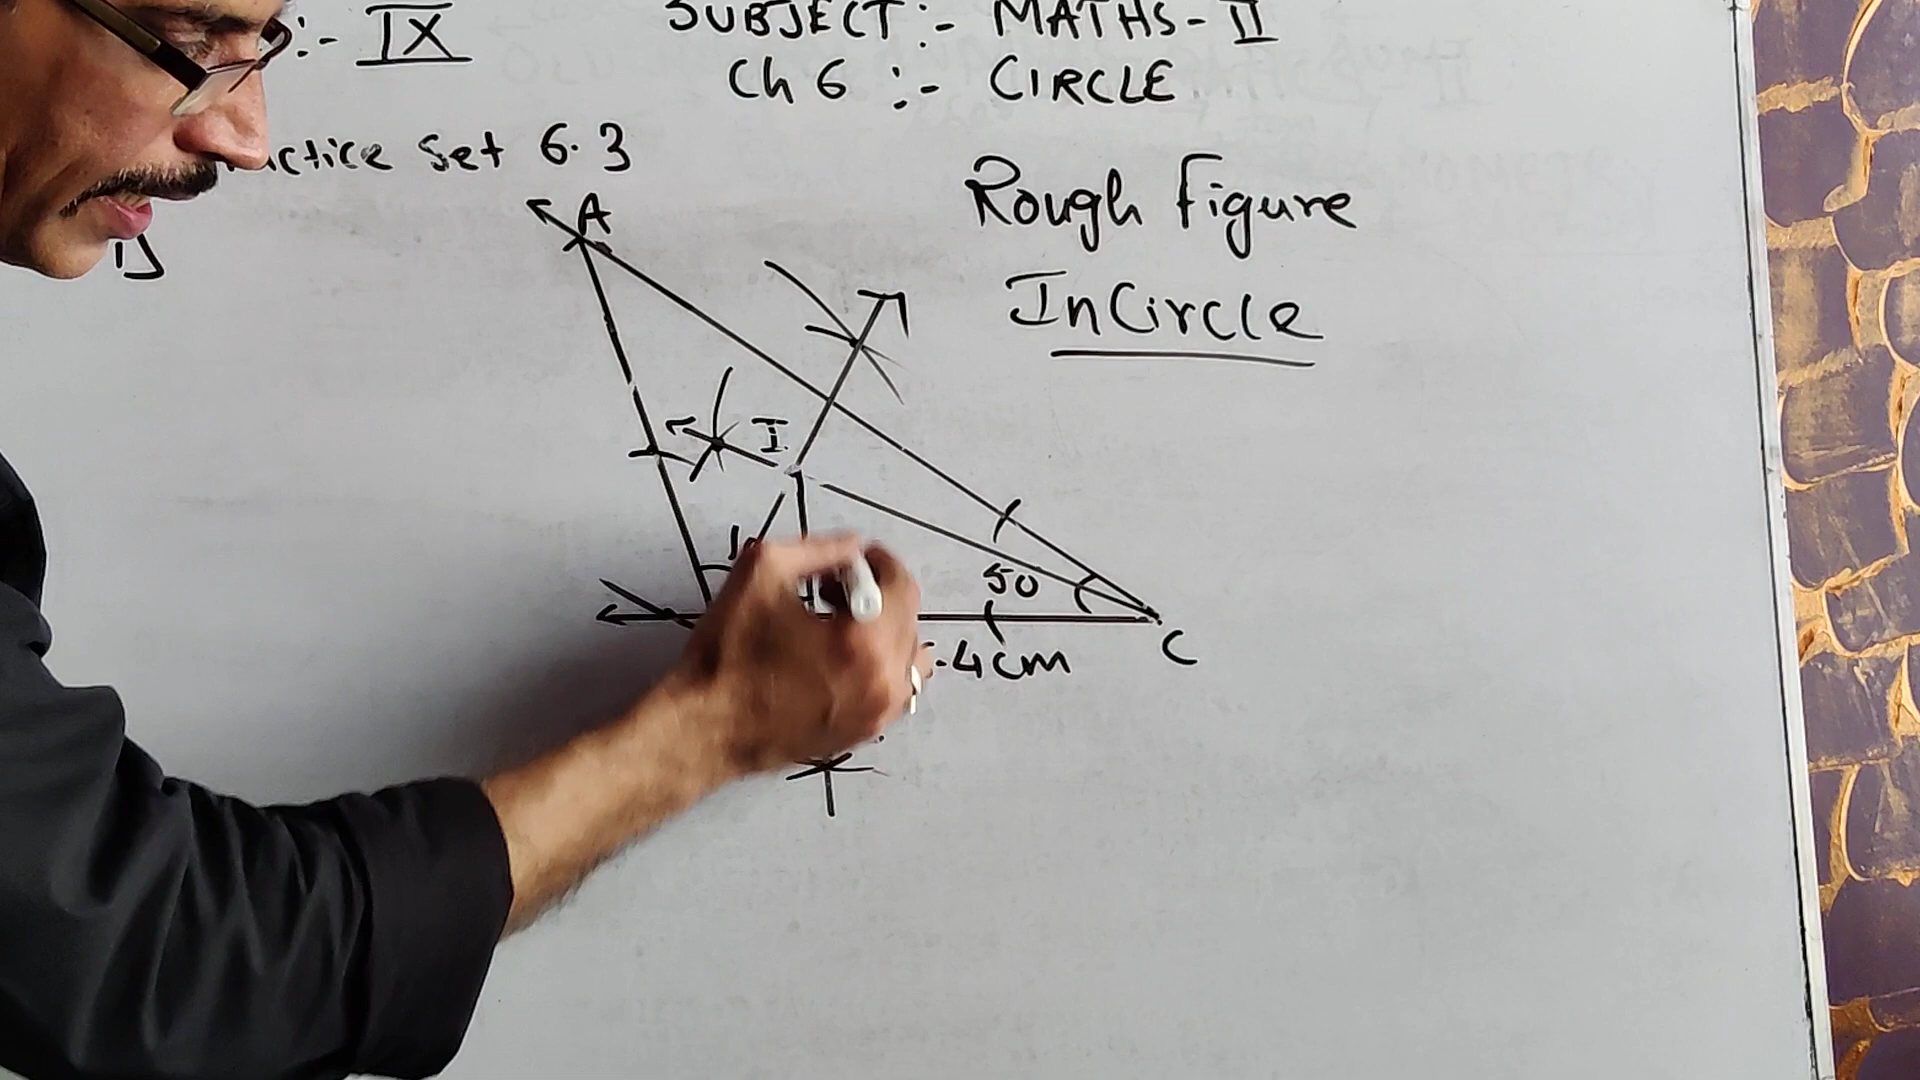 :- IX
SUBJECT :- MATHS-II
Ch 6 :- CIRCLE
Set 6.3
Rough Figure
InCircle
1)
A
I
50
.4cm
C